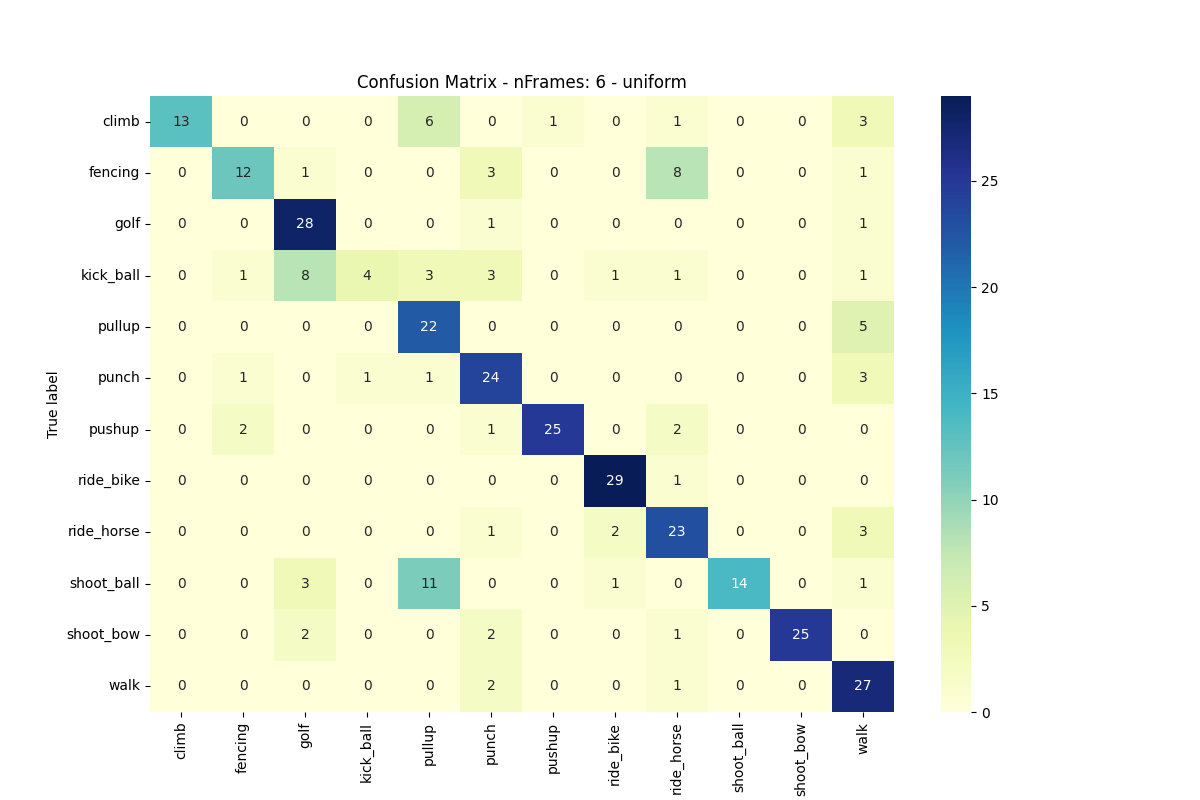 Confusion Matrix - nFrames: 6 - uniform
True label
climb 13 0 0 0 6 0 1 0 1 0 0 3
fencing 0 12 1 0 0 3 0 0 8 0 0 1
golf 0 0 28 0 0 1 0 0 0 0 0 1
kick_ball 0 1 8 4 3 3 0 1 1 0 0 1
pullup 0 0 0 0 22 0 0 0 0 0 0 5
punch 0 1 0 1 1 24 0 0 0 0 0 3
pushup 0 2 0 0 0 1 25 0 2 0 0 0
ride_bike 0 0 0 0 0 0 0 29 1 0 0 0
ride_horse 0 0 0 0 0 1 0 2 23 0 0 3
shoot_ball 0 0 3 0 11 0 0 1 0 14 0 1
shoot_bow 0 0 2 0 0 2 0 0 1 0 25 0
walk 0 0 0 0 0 2 0 0 1 0 0 27
climb fencing golf kick_ball pullup punch pushup ride_bike ride_horse shoot_ball shoot_bow walk
25
20
15
10
5
0